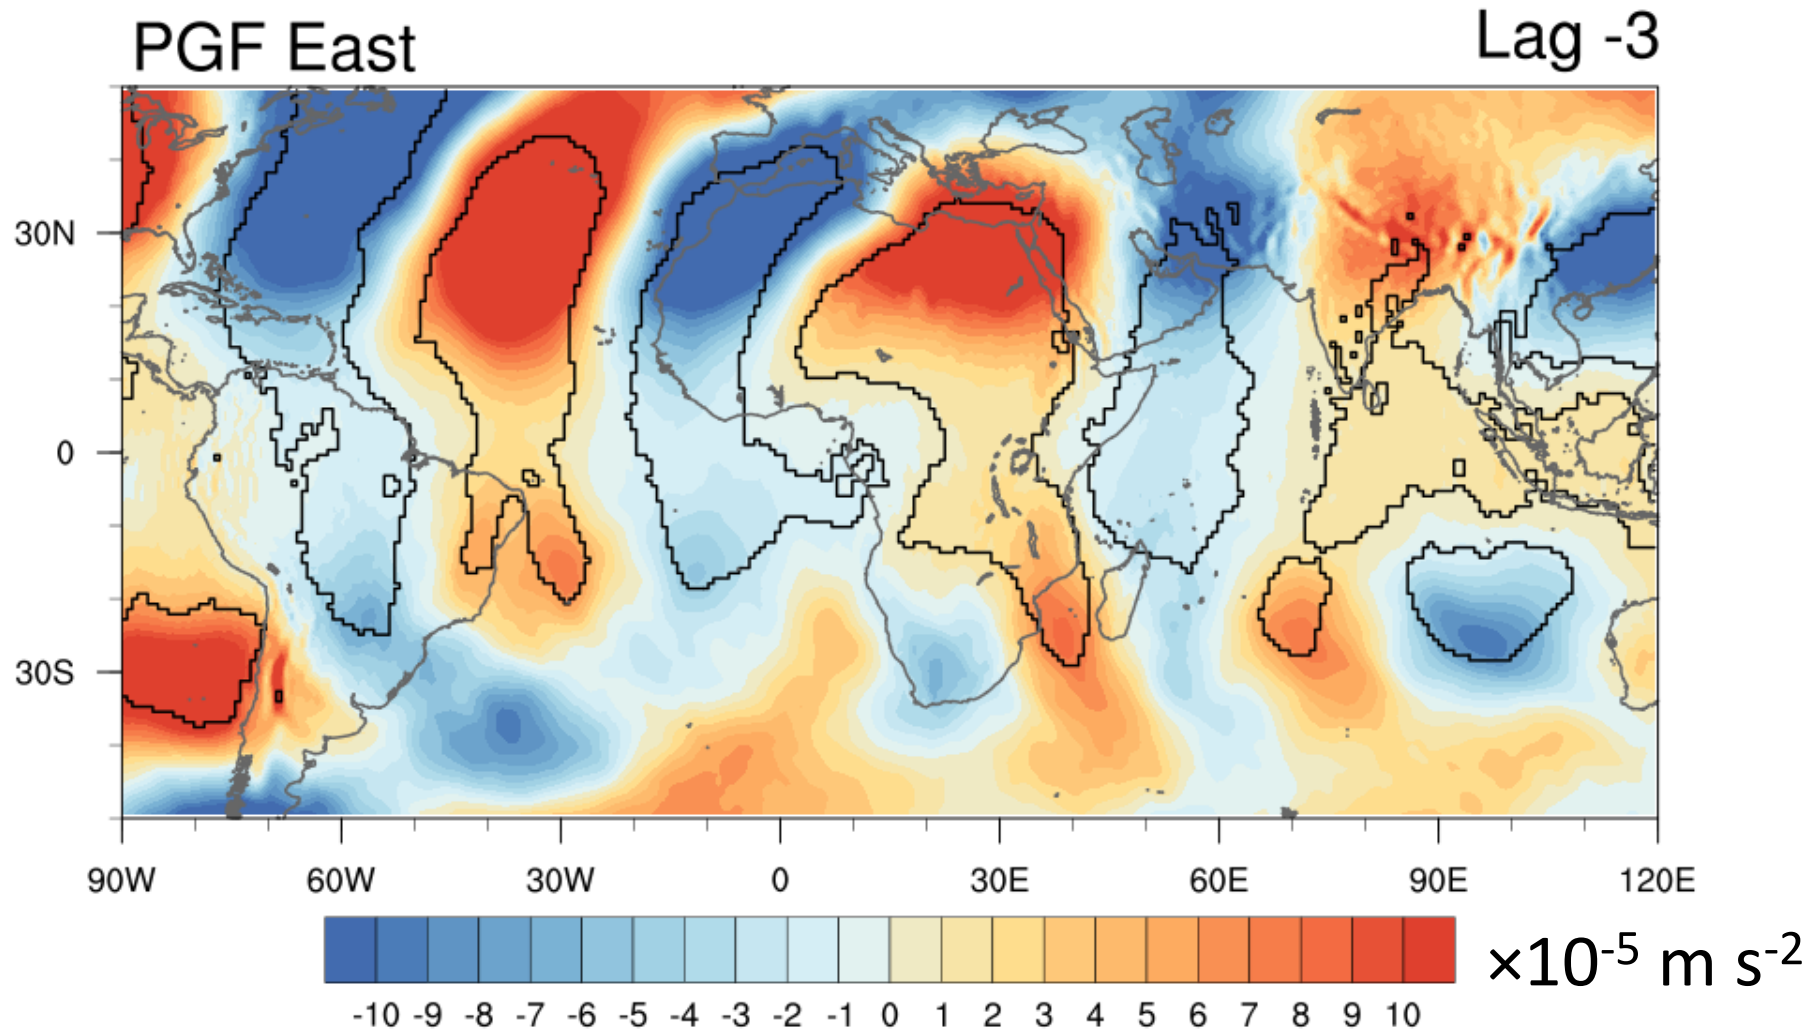 PGF East Lag -3
30N
0
30S
90W 60W 30W 0 30E 60E 90E 120E
-10 -9 -8 -7 -6 -5 -4 -3 -2 -1 0 1 2 3 4 5 6 7 8 9 10
×10⁻⁵ m s⁻²